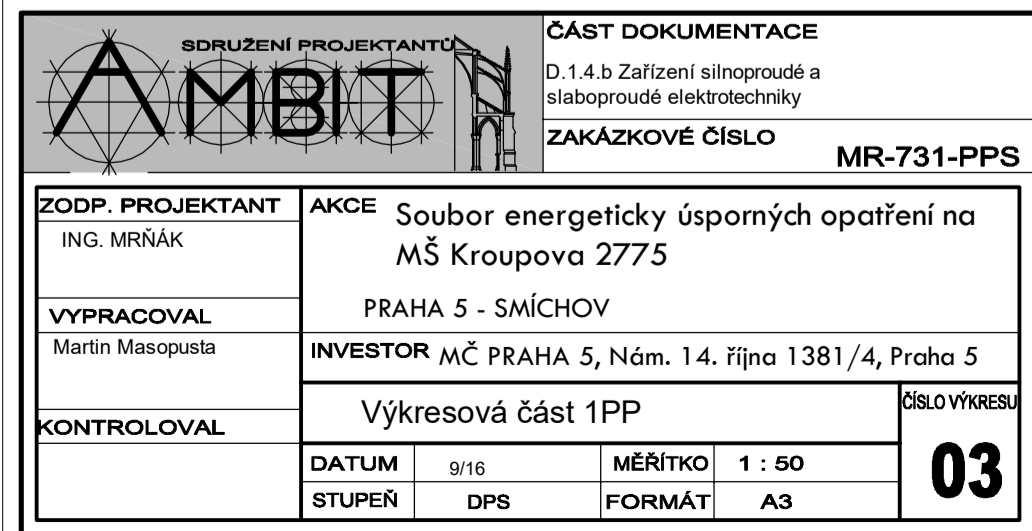 SDRUŽENÍ PROJEKTANTŮ
AMBIT
ČÁST DOKUMENTACE
D.1.4.b Zařízení silnoproudé a
slaboproudé elektrotechniky
ZAKÁZKOVÉ ČÍSLO
MR-731-PPS
ZODP. PROJEKTANT
ING. MRŇÁK
VYPRACOVAL
Martin Masopusta
KONTROLOVAL
AKCE
Soubor energeticky úsporných opatření na
MŠ Kroupova 2775
PRAHA 5 - SMÍCHOV
INVESTOR MČ PRAHA 5, Nám. 14. října 1381/4, Praha 5
Výkresová část 1PP
ČÍSLO VÝKRESU
03
DATUM 9/16 MĚŘÍTKO 1 : 50
STUPEŇ DPS FORMÁT A3